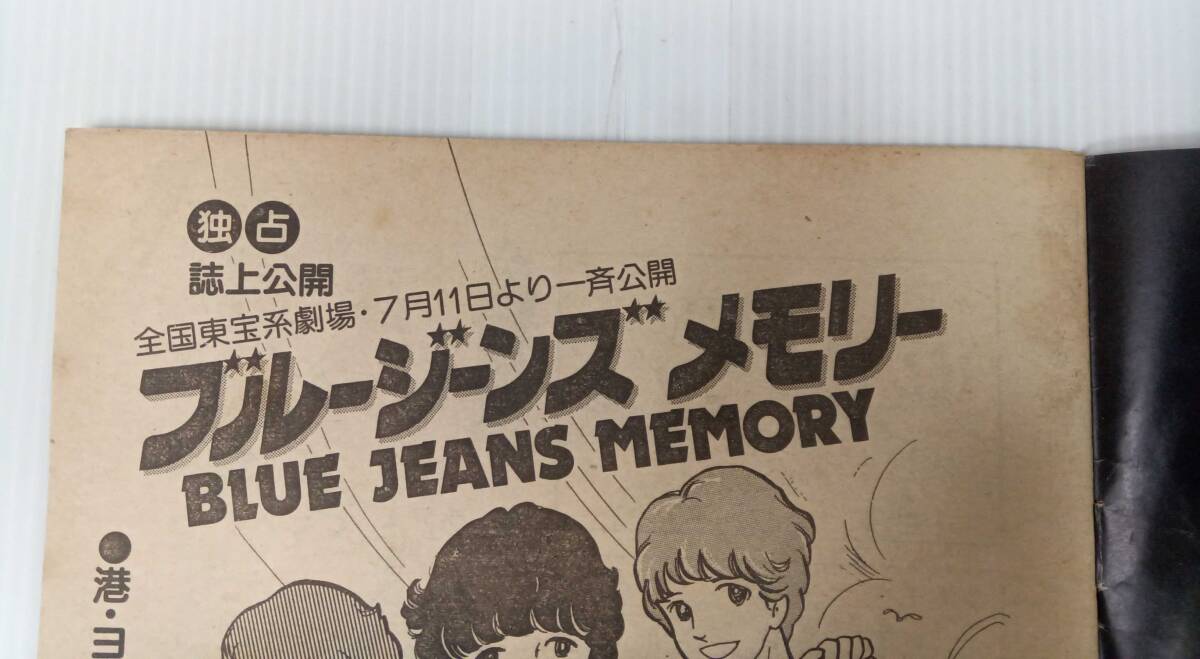 独占
誌上公開
全国東宝系劇場・7月11日より一斉公開
ブルージーンズメモリー
BLUE JEANS MEMORY
●港・ヨ